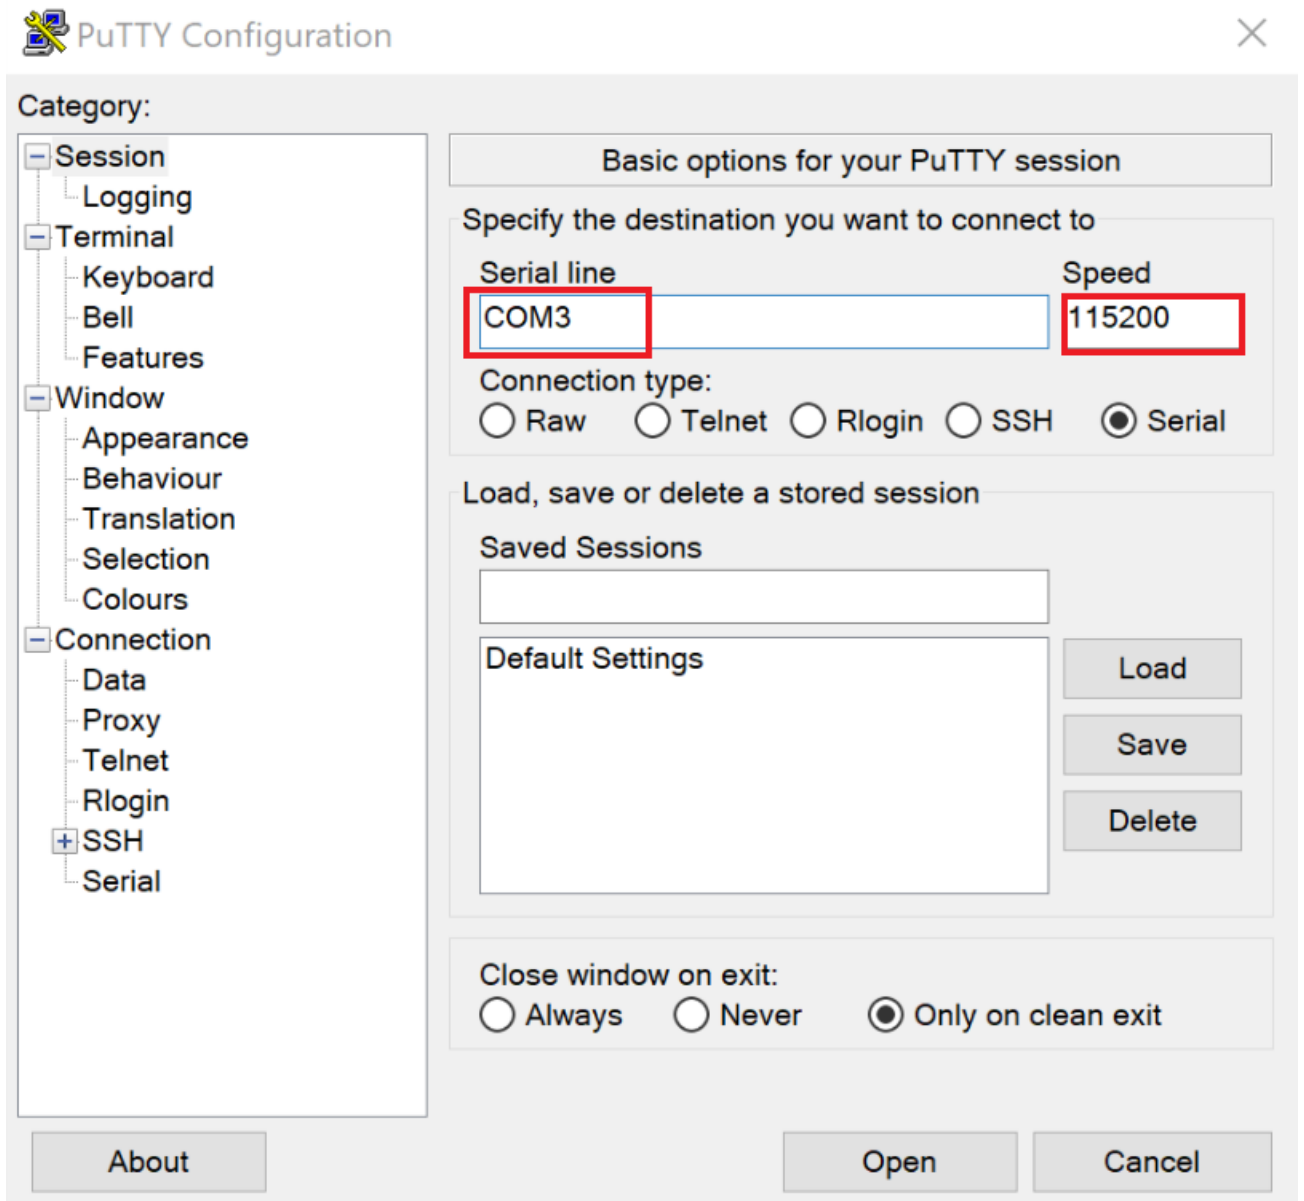 PuTTY Configuration
Category:
Session
Logging
Terminal
Keyboard
Bell
Features
Window
Appearance
Behaviour
Translation
Selection
Colours
Connection
Data
Proxy
Telnet
Rlogin
SSH
Serial
Basic options for your PuTTY session
Specify the destination you want to connect to
Serial line Speed
COM3 115200
Connection type:
Raw Telnet Rlogin SSH Serial
Load, save or delete a stored session
Saved Sessions
Default Settings
Load
Save
Delete
Close window on exit:
Always Never Only on clean exit
About Open Cancel